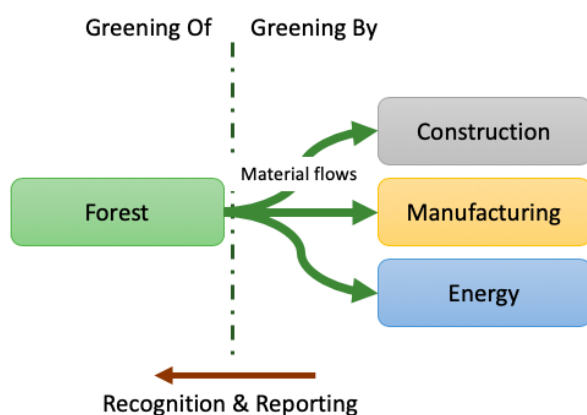 Greening Of
Greening By
Construction
Material flows
Forest
Manufacturing
Energy
Recognition & Reporting